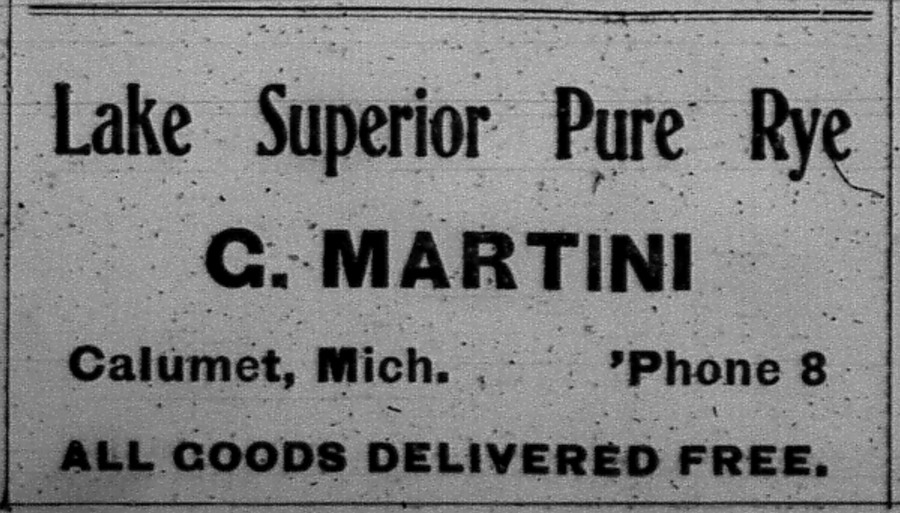 Lake Superior Pure Rye
G. MARTINI
Calumet, Mich. 'Phone 8
ALL GOODS DELIVERED FREE.